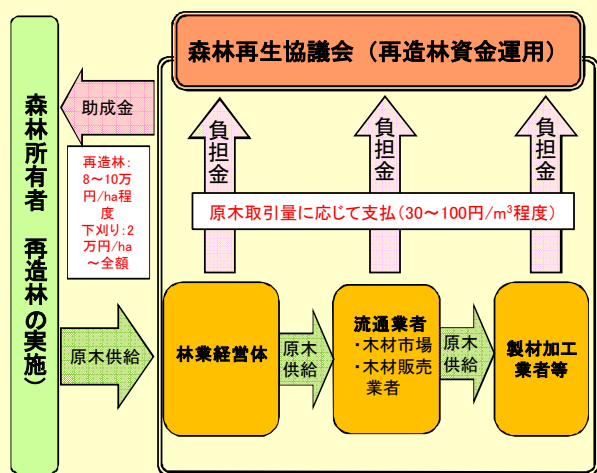 森林再生協議会（再造林資金運用）
森林所有者　再造林の実施）
助成金
再造林：
8～10万
円/ha程
度
下刈り：2
万円/ha
～全額
負担金
負担金
負担金
原木取引量に応じて支払（30～100円/m³程度）
原木供給
林業経営体
原木
供給
流通業者
・木材市場
・木材販売
業者
原木
供給
製材加工
業者等